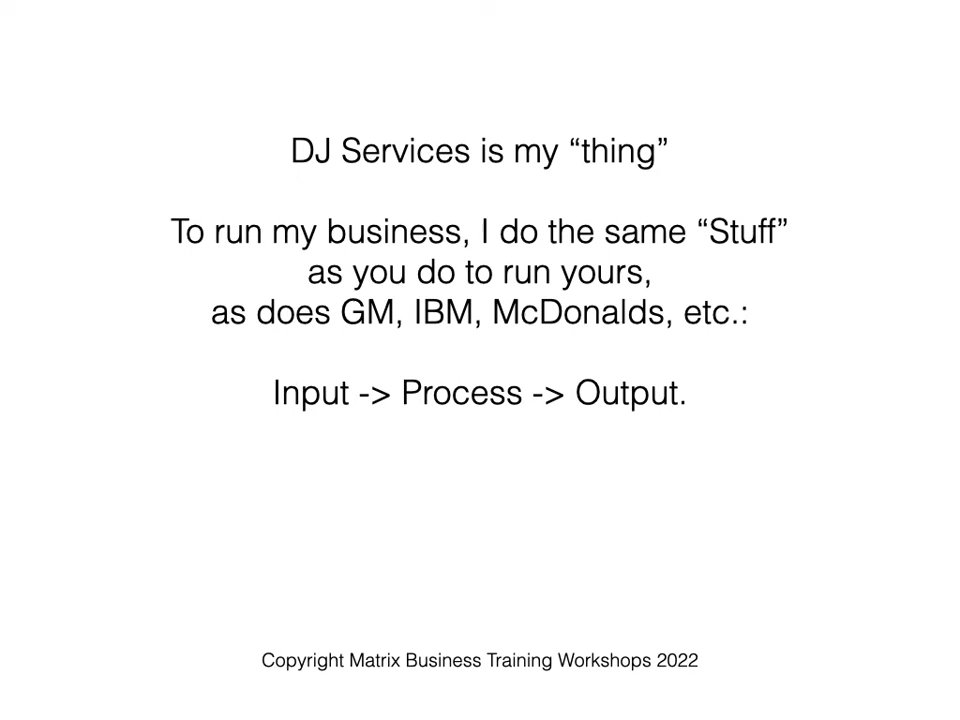 DJ Services is my “thing”
To run my business, I do the same “Stuff”
as you do to run yours,
as does GM, IBM, McDonalds, etc.:
Input -> Process -> Output.
Copyright Matrix Business Training Workshops 2022